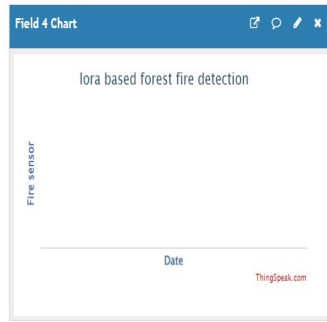 Field 4 Chart
lora based forest fire detection
Fire sensor
Date
ThingSpeak.com